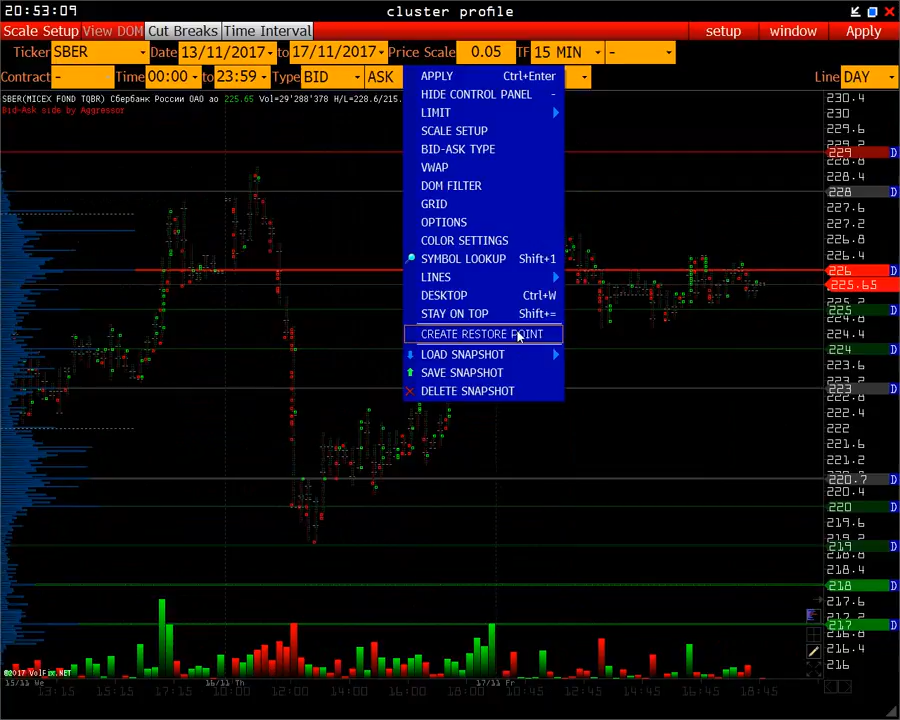 20:53:09 cluster profile
Scale Setup View DOM Cut Breaks Time Interval setup window Apply
Ticker SBER Date 13/11/2017 to 17/11/2017 Price Scale 0.05 TF 15 MIN -
Contract - Time 00:00 to 23:59 Type BID ASK Line DAY
SBER(MICEX FOND TQBR) Сбербанк России ОАО ао 225.65 Vol=29'288'378 H/L=228.6/215.
Bid-Ask side by Aggressor
APPLY Ctrl+Enter
HIDE CONTROL PANEL -
LIMIT
SCALE SETUP
BID-ASK TYPE
VWAP
DOM FILTER
GRID
OPTIONS
COLOR SETTINGS
SYMBOL LOOKUP Shift+1
LINES
DESKTOP Ctrl+W
STAY ON TOP Shift+=
CREATE RESTORE POINT
LOAD SNAPSHOT
SAVE SNAPSHOT
DELETE SNAPSHOT
230.4
230
229.6
229 D
228.8
228.4
228 D
227.6
227.2
226.8
226.4
226 D
225.65
225.2
225 D
224.8
224.4
224 D
223.6
223 D
222.4
222
221.6
221.2
220.7 D
220.4
220 D
219.6
219 D
218.8
218.4
218 D
217.6
217 D
216.8
216.4
216
©2017 VolFix.NET
15/11 We 16/11 Th 17/11 Fr
13:15 15:15 17:15 10:00 12:00 14:00 16:00 18:00 10:45 12:45 14:45 16:45 18:45